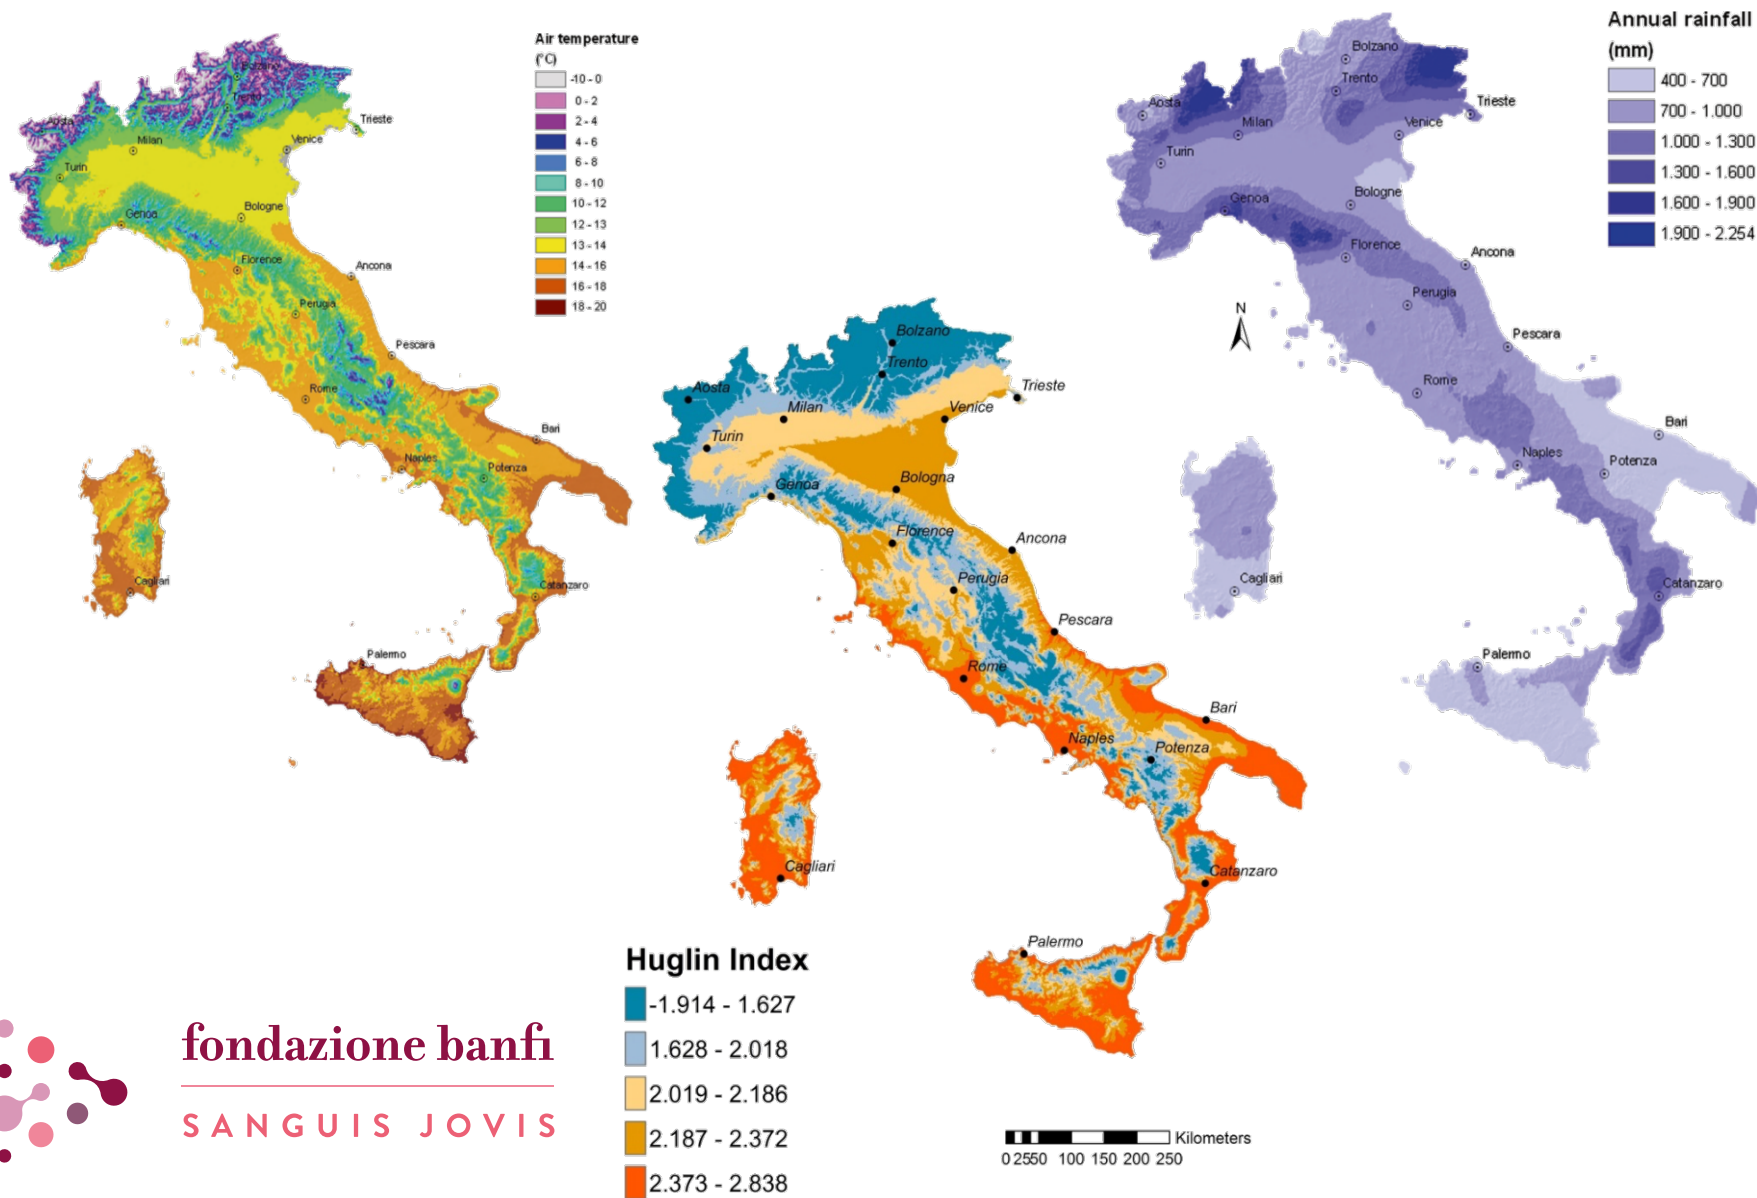 Air temperature
(°C)
-10 - 0
0 - 2
2 - 4
4 - 6
6 - 8
8 - 10
10 - 12
12 - 13
13 - 14
14 - 16
16 - 18
18 - 20
Bolzano
Trento
Aosta
Milan
Venice
Trieste
Turin
Genoa
Bologne
Florence
Ancona
Perugia
Pescara
Rome
Bari
Naples
Potenza
Cagliari
Catanzaro
Palermo
Annual rainfall
(mm)
400 - 700
700 - 1.000
1.000 - 1.300
1.300 - 1.600
1.600 - 1.900
1.900 - 2.254
Bolzano
Trento
Aosta
Trieste
Milan
Venice
Turin
Bologne
Genoa
Florence
Ancona
Perugia
N
Pescara
Rome
Bari
Naples
Potenza
Cagliari
Catanzaro
Palermo
Bolzano
Trento
Aosta
Trieste
Milan
Venice
Turin
Bologna
Genoa
Florence
Ancona
Perugia
Pescara
Rome
Bari
Naples
Potenza
Cagliari
Catanzaro
Palermo
Huglin Index
-1.914 - 1.627
1.628 - 2.018
2.019 - 2.186
2.187 - 2.372
2.373 - 2.838
Kilometers
0 25 50 100 150 200 250
fondazione banfi
SANGUIS JOVIS